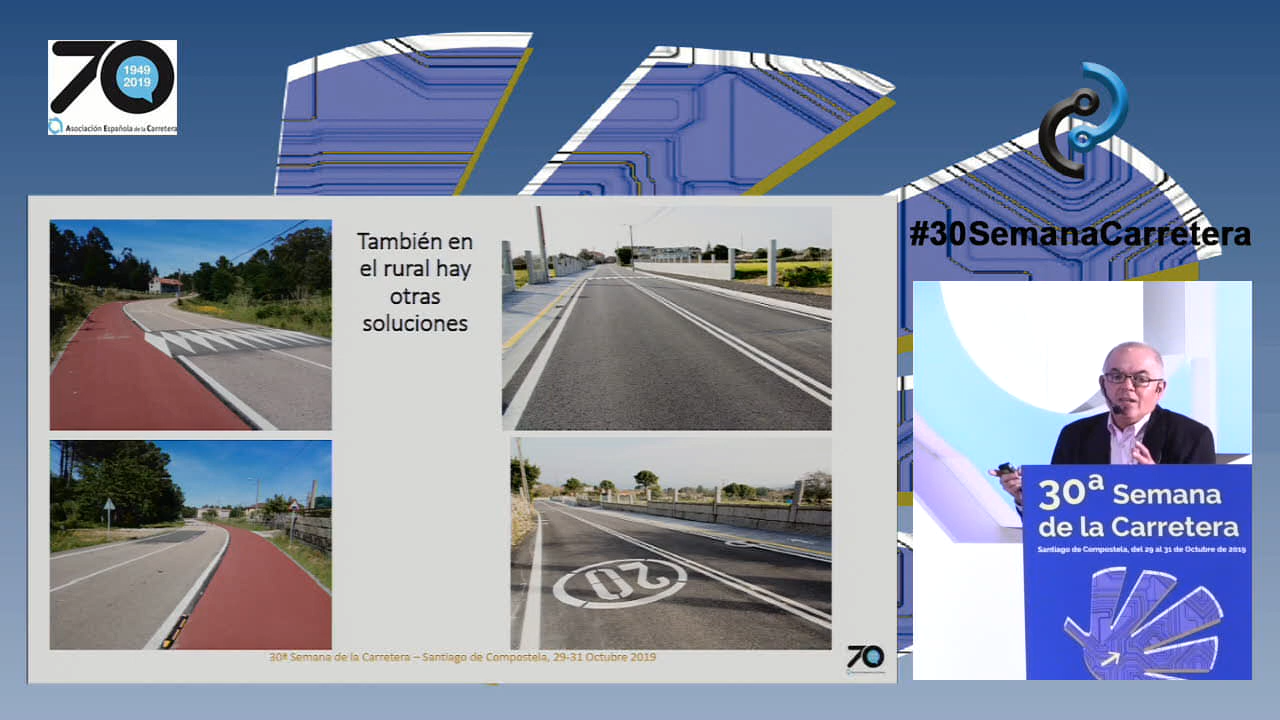 70
1949
2019
Asociación Española de la Carretera
#30SemanaCarretera
También en
el rural hay
otras
soluciones
20
30ª Semana de la Carretera – Santiago de Compostela, 29-31 Octubre 2019
70
30ª Semana
de la Carretera
Santiago de Compostela, del 29 al 31 de Octubre de 2019